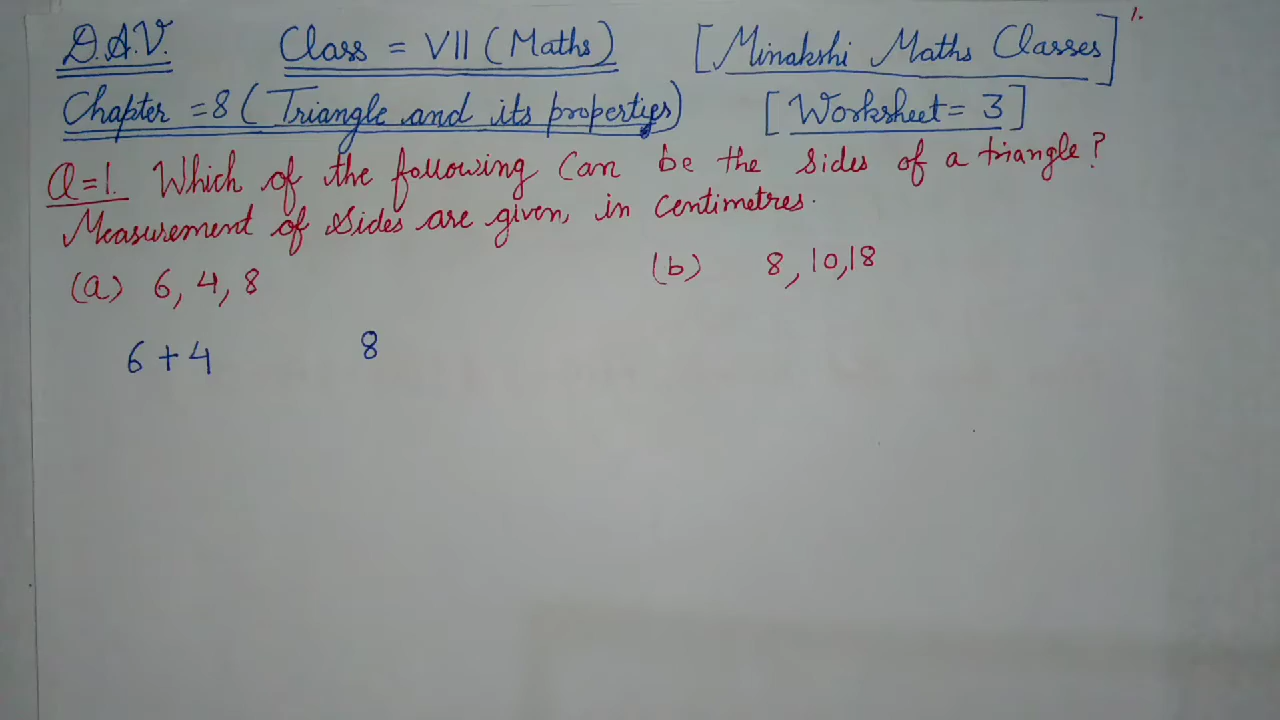 D.A.V. Class = VII (Maths) [Minakshi Maths Classes] 1.
Chapter = 8 (Triangle and its properties) [Worksheet = 3]
Q=1. Which of the following can be the sides of a triangle?
Measurement of sides are given, in centimetres.
(a) 6, 4, 8 (b) 8, 10, 18
6 + 4 8